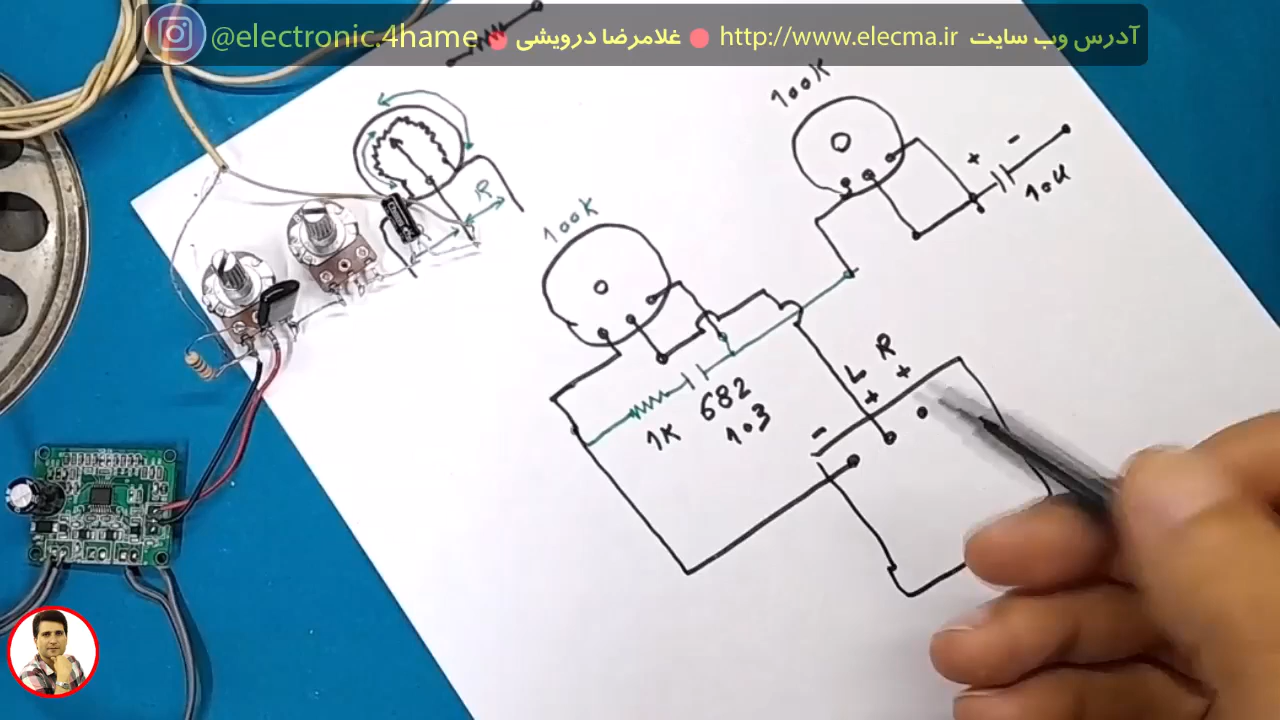 @electronic.4hame غلامرضا درویشی http://www.elecma.ir آدرس وب سایت
100K
R
100K
+ -
10u
L R
+ +
682
103
1K
-